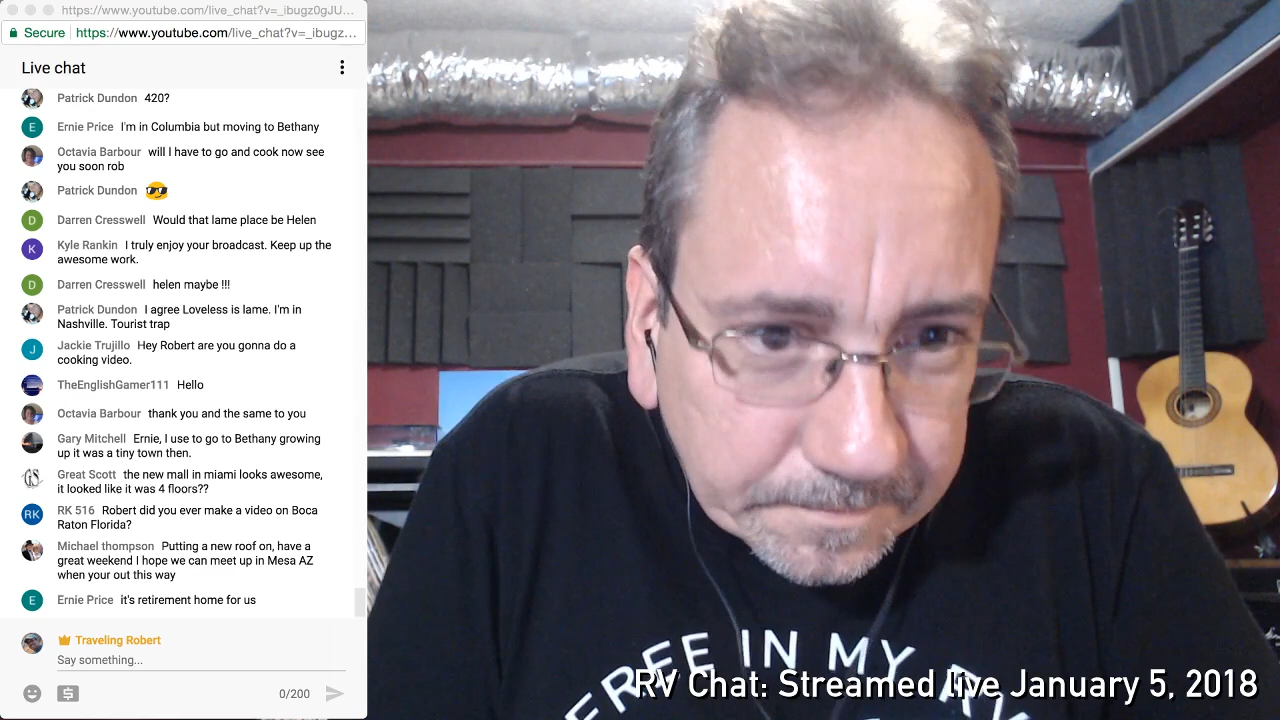 https://www.youtube.com/live_chat?v=_ibugz0gJU...
Secure https://www.youtube.com/live_chat?v=_ibugz...
Live chat
Patrick Dundon 420?
E Ernie Price I'm in Columbia but moving to Bethany
Octavia Barbour will I have to go and cook now see
you soon rob
Patrick Dundon 😎
D Darren Cresswell Would that lame place be Helen
K Kyle Rankin I truly enjoy your broadcast. Keep up the
awesome work.
D Darren Cresswell helen maybe !!!
Patrick Dundon I agree Loveless is lame. I'm in
Nashville. Tourist trap
J Jackie Trujillo Hey Robert are you gonna do a
cooking video.
TheEnglishGamer111 Hello
Octavia Barbour thank you and the same to you
Gary Mitchell Ernie, I use to go to Bethany growing
up it was a tiny town then.
GS Great Scott the new mall in miami looks awesome,
it looked like it was 4 floors??
RK RK 516 Robert did you ever make a video on Boca
Raton Florida?
Michael thompson Putting a new roof on, have a
great weekend I hope we can meet up in Mesa AZ
when your out this way
E Ernie Price it's retirement home for us
Traveling Robert
Say something...
0/200
FREE IN MY RV
RV Chat: Streamed live January 5, 2018